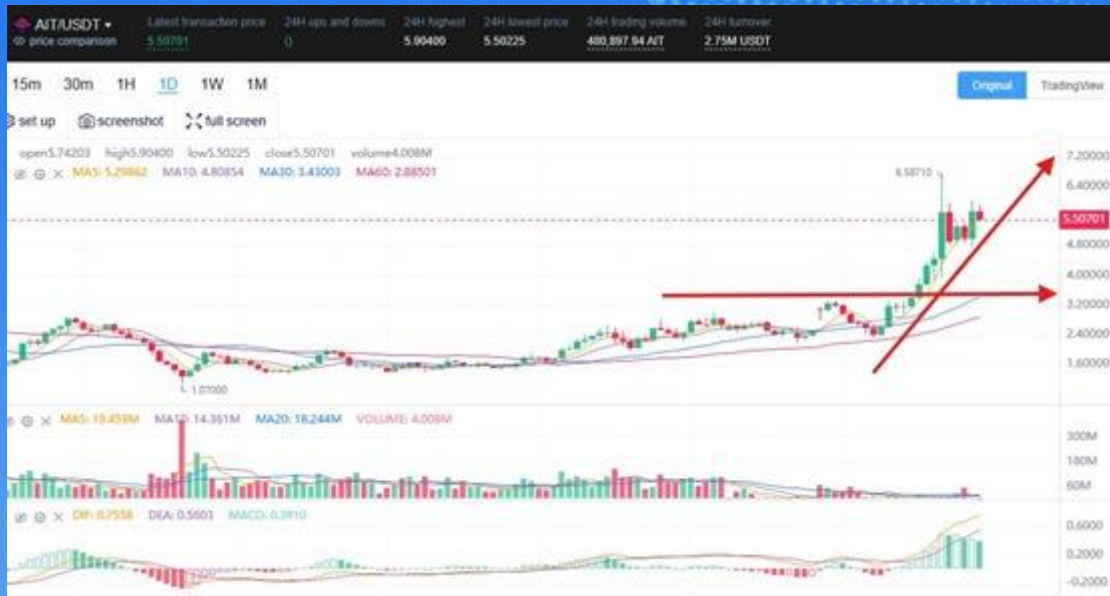 AIT/USDT Latest transaction price 24H ups and downs 24H highest 24H lowest price 24H trading volume 24H turnover
price comparison 5.50701 0 5.90400 5.50225 480,897.94 AIT 2.75M USDT
15m 30m 1H 1D 1W 1M Original TradingView
set up screenshot full screen
open5.74203 high5.90400 low5.50225 close5.50701 volume4.008M
MA5: 5.29862 MA10: 4.80854 MA30: 3.43003 MA60: 2.88501
7.20000
6.58710
6.40000
5.50701
4.80000
4.00000
3.20000
2.40000
1.60000
1.07000
MA5: 19.459M MA10: 14.361M MA20: 18.244M VOLUME: 4.008M
300M
180M
60M
DIF: 0.7558 DEA: 0.5603 MACD: 0.3910
0.6000
0.2000
-0.2000